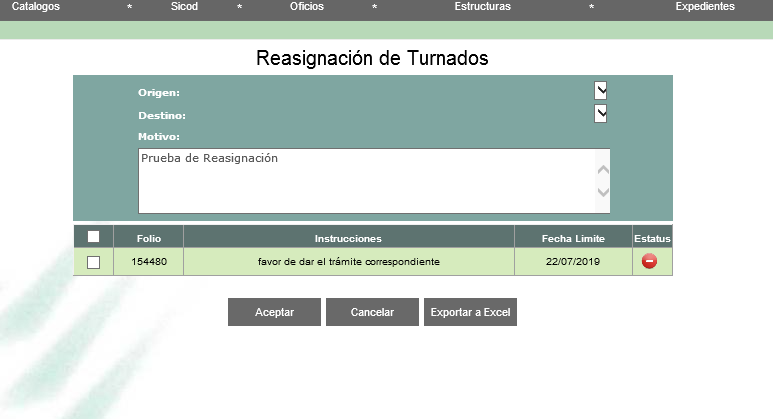 Catalogos * Sicod * Oficios * Estructuras * Expedientes
Reasignación de Turnados
Origen:
Destino:
Motivo:
Prueba de Reasignación
Folio Instrucciones Fecha Limite Estatus
154480 favor de dar el trámite correspondiente 22/07/2019
Aceptar Cancelar Exportar a Excel